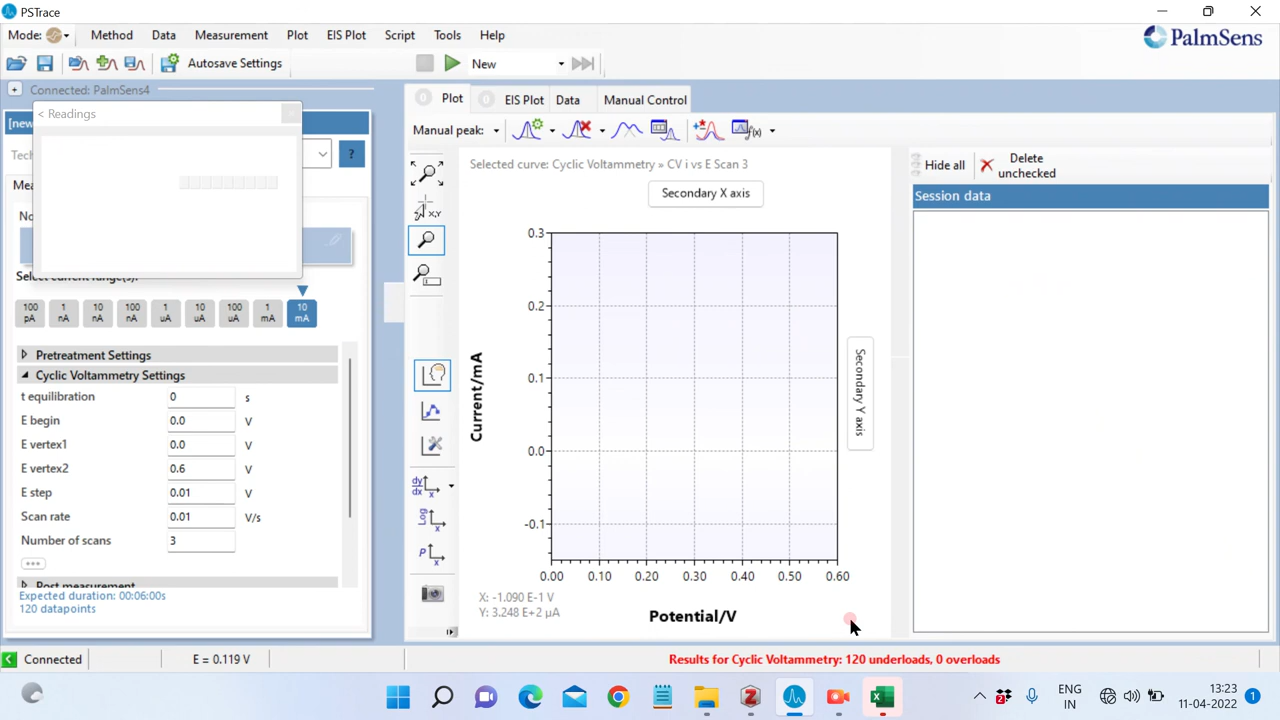 PSTrace
Mode:
Method
Data
Measurement
Plot
EIS Plot
Script
Tools
Help
PalmSens
Autosave Settings
New
Connected: PalmSens4
< Readings
?
0 Plot
0 EIS Plot
Data
Manual Control
Manual peak:
f(x)
Selected curve: Cyclic Voltammetry » CV i vs E Scan 3
Secondary X axis
Hide all
Delete
unchecked
Session data
X,Y
Select current range(s):
100 pA
1 nA
10 nA
100 nA
1 uA
10 uA
100 uA
1 mA
10 mA
Pretreatment Settings
Cyclic Voltammetry Settings
t equilibration 0 s
E begin 0.0 V
E vertex1 0.0 V
E vertex2 0.6 V
E step 0.01 V
Scan rate 0.01 V/s
Number of scans 3
Post measurement
Expected duration: 00:06:00s
120 datapoints
dy/dx x
Log x
P x
0.3
0.2
0.1
0.0
-0.1
Current/mA
Secondary Y axis
0.00 0.10 0.20 0.30 0.40 0.50 0.60
X: -1.090 E-1 V
Y: 3.248 E+2 µA
Potential/V
Connected
E = 0.119 V
Results for Cyclic Voltammetry: 120 underloads, 0 overloads
2
ENG
IN
13:23
11-04-2022
1